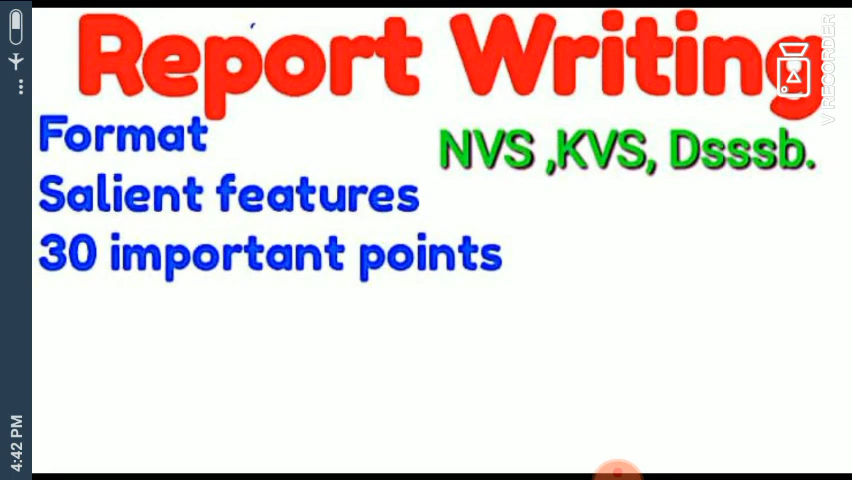 Report Writing
Format
NVS ,KVS, Dsssb.
Salient features
30 important points
V RECORDER
4:42 PM